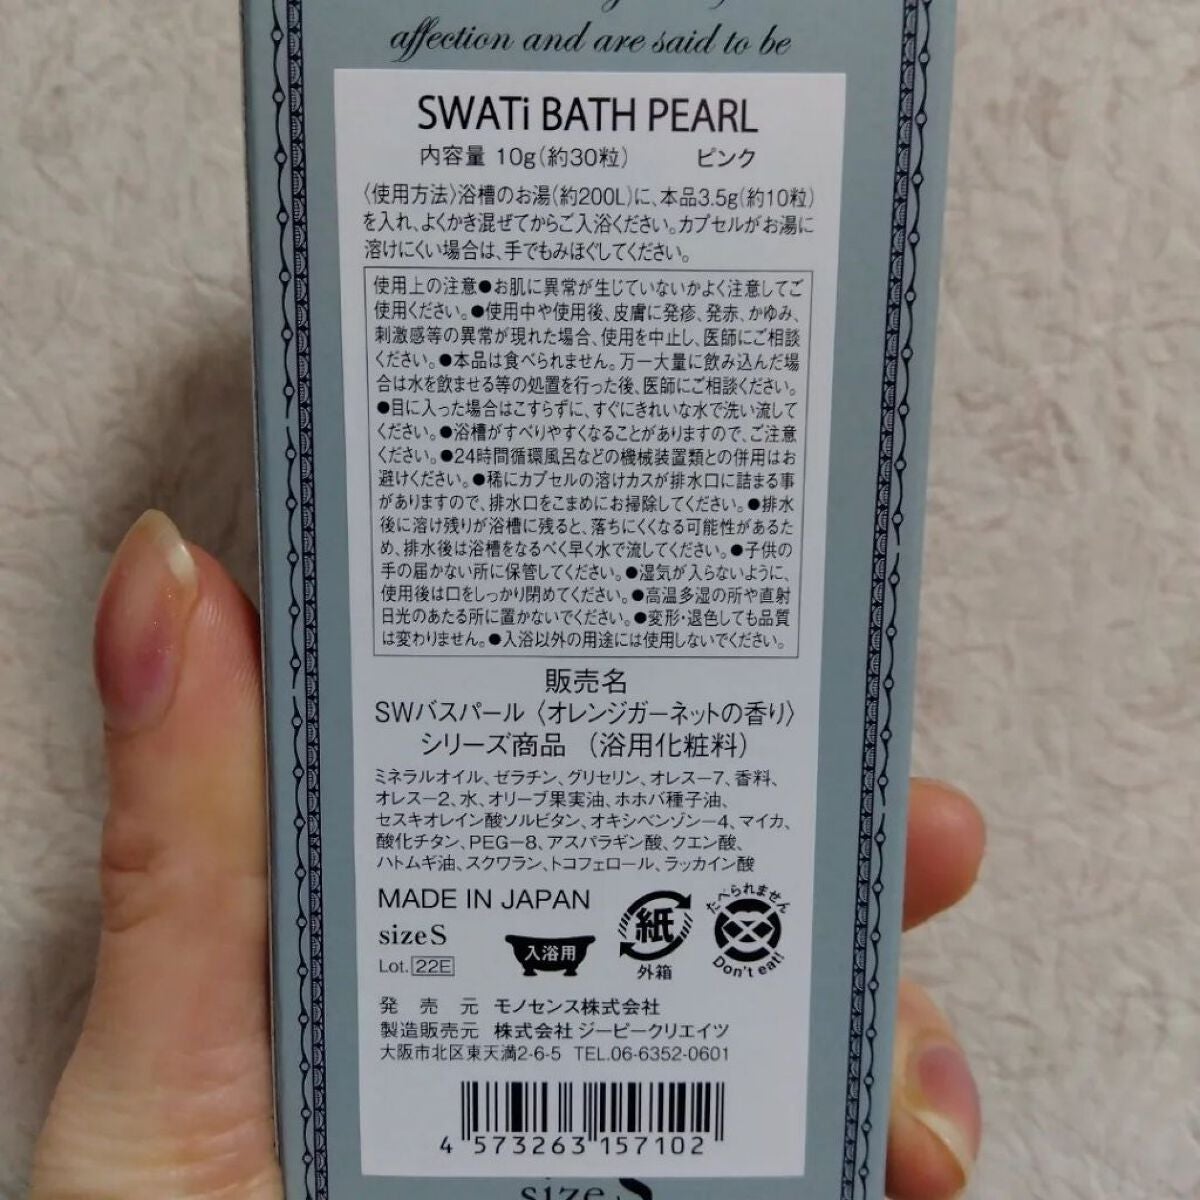 affection and are said to be
SWATi BATH PEARL
内容量 10g(約30粒) ピンク
〈使用方法〉浴槽のお湯(約200L)に、本品3.5g(約10粒)
を入れ、よくかき混ぜてからご入浴ください。カプセルがお湯に
溶けにくい場合は、手でもみほぐしてください。
使用上の注意●お肌に異常が生じていないかよく注意してご
使用ください。●使用中や使用後、皮膚に発疹、発赤、かゆみ、
刺激感等の異常が現れた場合、使用を中止し、医師にご相談
ください。●本品は食べられません。万一大量に飲み込んだ場
合は水を飲ませる等の処置を行った後、医師にご相談ください。
●目に入った場合はこすらずに、すぐにきれいな水で洗い流して
ください。●浴槽がすべりやすくなることがありますので、ご注意
ください。●24時間循環風呂などの機械装置類との併用はお
避けください。●稀にカプセルの溶けカスが排水口に詰まる事
がありますので、排水口をこまめにお掃除してください。●排水
後に溶け残りが浴槽に残ると、落ちにくくなる可能性があるた
め、排水後は浴槽をなるべく早く水で流してください。●子供の
手の届かない所に保管してください。●湿気が入らないように、
使用後は口をしっかり閉めてください。●高温多湿の所や直射
日光のあたる所に置かないでください。●変形・退色しても品質
は変わりません。●入浴以外の用途には使用しないでください。
販売名
SWバスパール〈オレンジガーネットの香り〉
シリーズ商品 (浴用化粧料)
ミネラルオイル、ゼラチン、グリセリン、オレスー7、香料、
オレスー2、水、オリーブ果実油、ホホバ種子油、
セスキオレイン酸ソルビタン、オキシベンゾンー4、マイカ、
酸化チタン、PEGー8、アスパラギン酸、クエン酸、
ハトムギ油、スクワラン、トコフェロール、ラッカイン酸
MADE IN JAPAN
size S
Lot. 22E
入浴用
紙
外箱
たべられません
Don't eat!
発売元 モノセンス株式会社
製造販売元 株式会社 ジーピークリエイツ
大阪市北区東天満2-6-5 TEL.06-6352-0601
4 573263 157102
size S